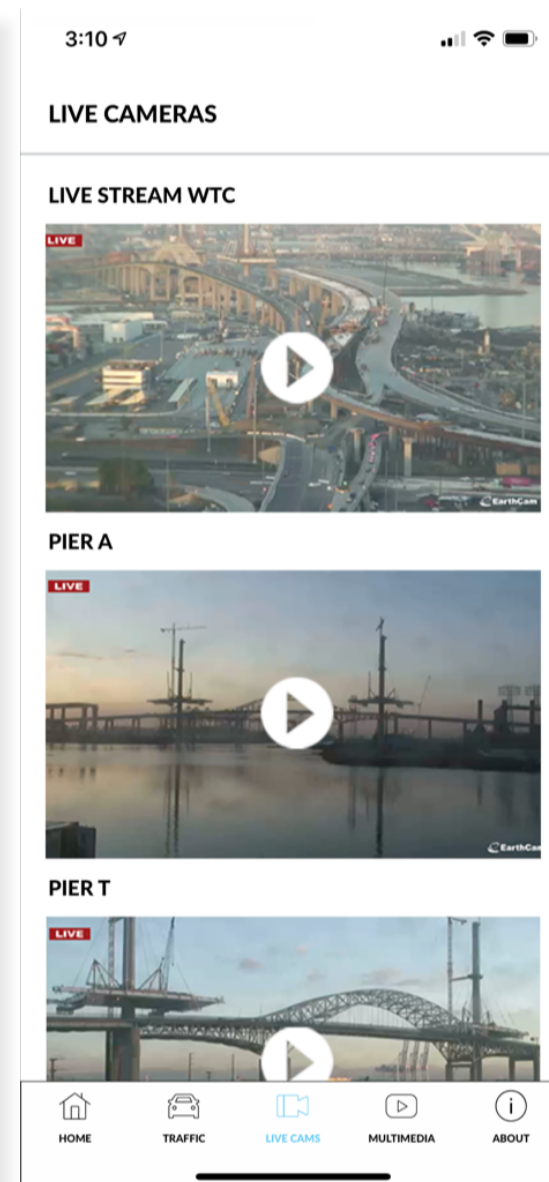 3:10
LIVE CAMERAS
LIVE STREAM WTC
LIVE
EarthCam
PIER A
LIVE
EarthCam
PIER T
LIVE
HOME TRAFFIC LIVE CAMS MULTIMEDIA ABOUT